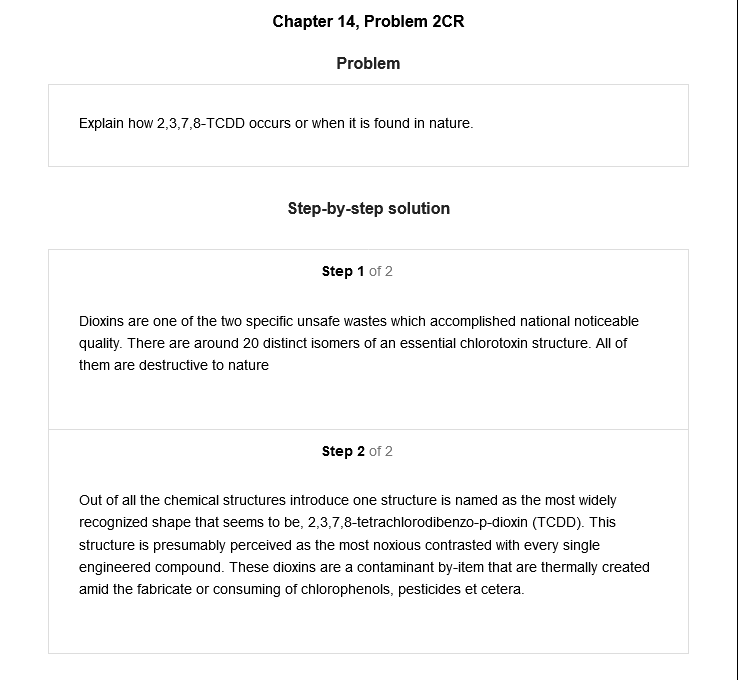 Chapter 14, Problem 2CR
Problem
Explain how 2,3,7,8-TCDD occurs or when it is found in nature.
Step-by-step solution
Step 1 of 2
Dioxins are one of the two specific unsafe wastes which accomplished national noticeable
quality. There are around 20 distinct isomers of an essential chlorotoxin structure. All of
them are destructive to nature
Step 2 of 2
Out of all the chemical structures introduce one structure is named as the most widely
recognized shape that seems to be, 2,3,7,8-tetrachlorodibenzo-p-dioxin (TCDD). This
structure is presumably perceived as the most noxious contrasted with every single
engineered compound. These dioxins are a contaminant by-item that are thermally created
amid the fabricate or consuming of chlorophenols, pesticides et cetera.